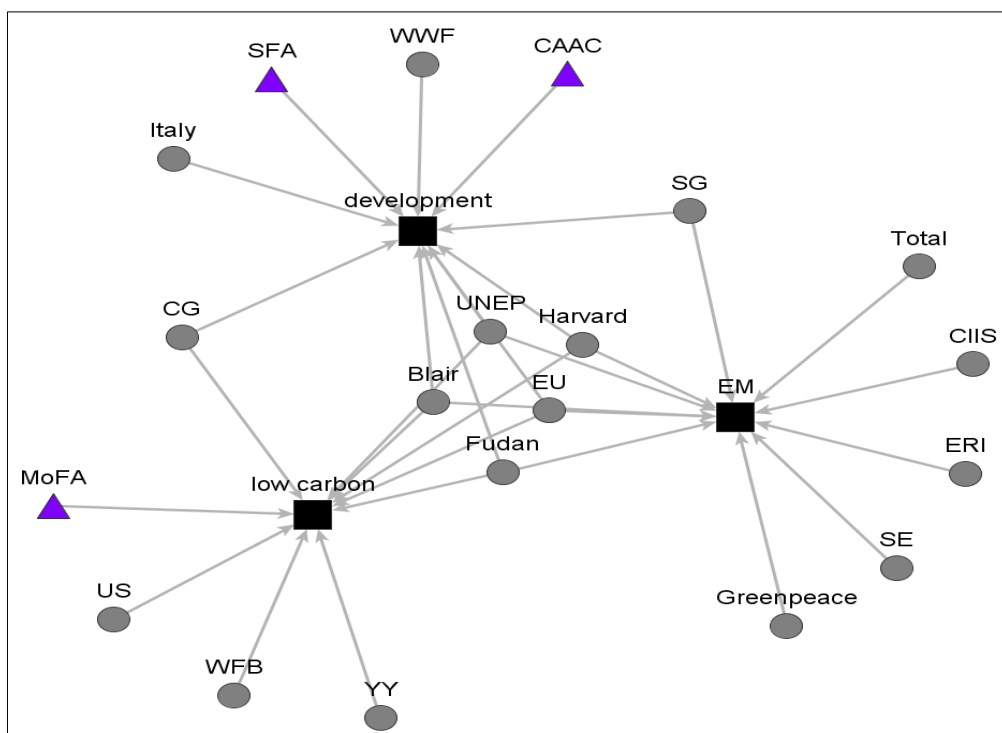 WWF
CAAC
SFA
Italy
development
SG
Total
CG
UNEP
Harvard
CIIS
Blair
EU
EM
Fudan
ERI
MoFA
low carbon
SE
US
Greenpeace
WFB
YY